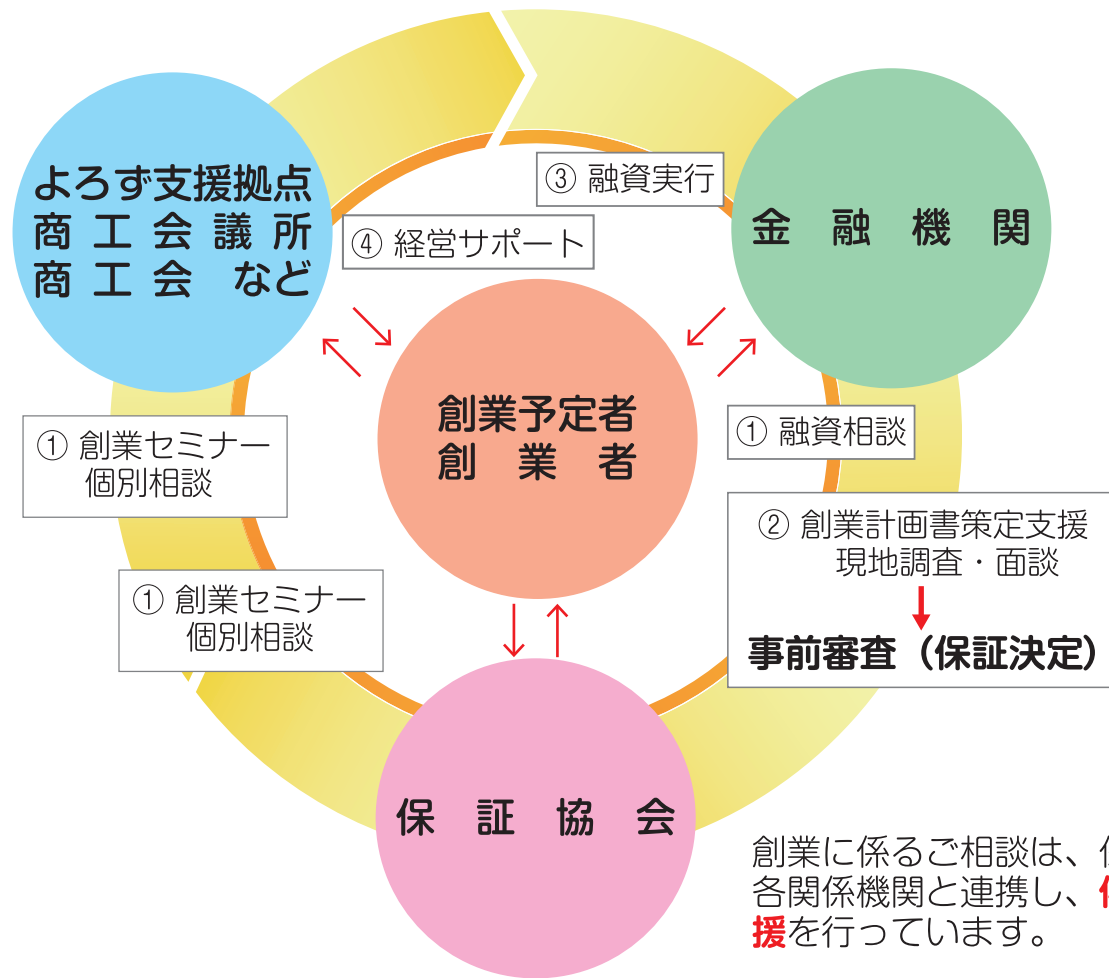 よろず支援拠点
商工会議所
商工会 など
③ 融資実行
④ 経営サポート
金融機関
創業予定者
創業者
① 創業セミナー
個別相談
① 融資相談
② 創業計画書策定支援
現地調査・面談
事前審査（保証決定）
① 創業セミナー
個別相談
保証協会
創業に係るご相談は、
各関係機関と連携し、
援を行っています。